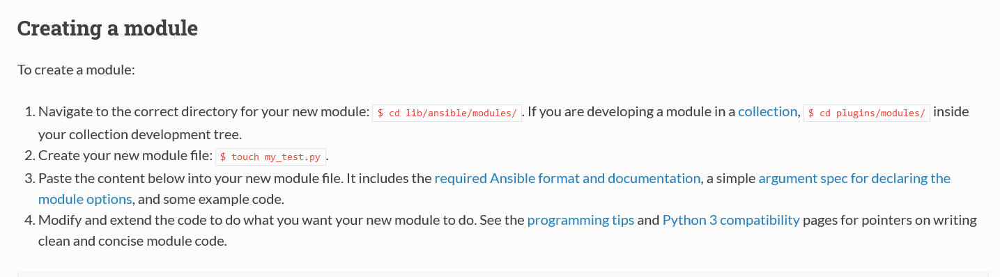 Creating a module
To create a module:
1. Navigate to the correct directory for your new module: $ cd lib/ansible/modules/. If you are developing a module in a collection, $ cd plugins/modules/ inside
your collection development tree.
2. Create your new module file: $ touch my_test.py.
3. Paste the content below into your new module file. It includes the required Ansible format and documentation, a simple argument spec for declaring the
module options, and some example code.
4. Modify and extend the code to do what you want your new module to do. See the programming tips and Python 3 compatibility pages for pointers on writing
clean and concise module code.